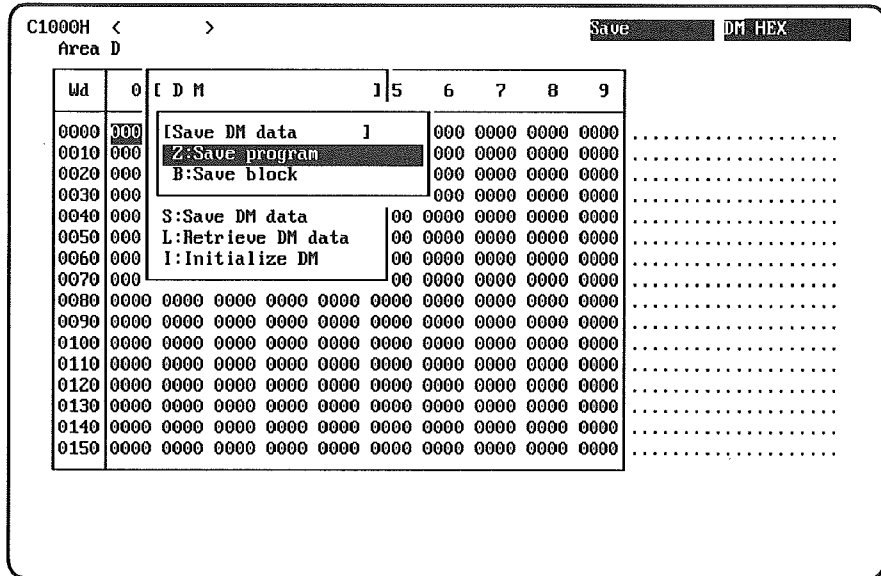 C1000H < > Save DM HEX
Area D
Wd 0 [ D M ] 5 6 7 8 9
0000 000 [Save DM data ] 000 0000 0000 0000 ....................
0010 000 Z:Save program 000 0000 0000 0000 ....................
0020 000 B:Save block 000 0000 0000 0000 ....................
0030 000 000 0000 0000 0000 ....................
0040 000 S:Save DM data 00 0000 0000 0000 0000 ....................
0050 000 L:Retrieve DM data 00 0000 0000 0000 0000 ....................
0060 000 I:Initialize DM 00 0000 0000 0000 0000 ....................
0070 000 00 0000 0000 0000 0000 ....................
0080 0000 0000 0000 0000 0000 0000 0000 0000 0000 0000 ....................
0090 0000 0000 0000 0000 0000 0000 0000 0000 0000 0000 ....................
0100 0000 0000 0000 0000 0000 0000 0000 0000 0000 0000 ....................
0110 0000 0000 0000 0000 0000 0000 0000 0000 0000 0000 ....................
0120 0000 0000 0000 0000 0000 0000 0000 0000 0000 0000 ....................
0130 0000 0000 0000 0000 0000 0000 0000 0000 0000 0000 ....................
0140 0000 0000 0000 0000 0000 0000 0000 0000 0000 0000 ....................
0150 0000 0000 0000 0000 0000 0000 0000 0000 0000 0000 ....................